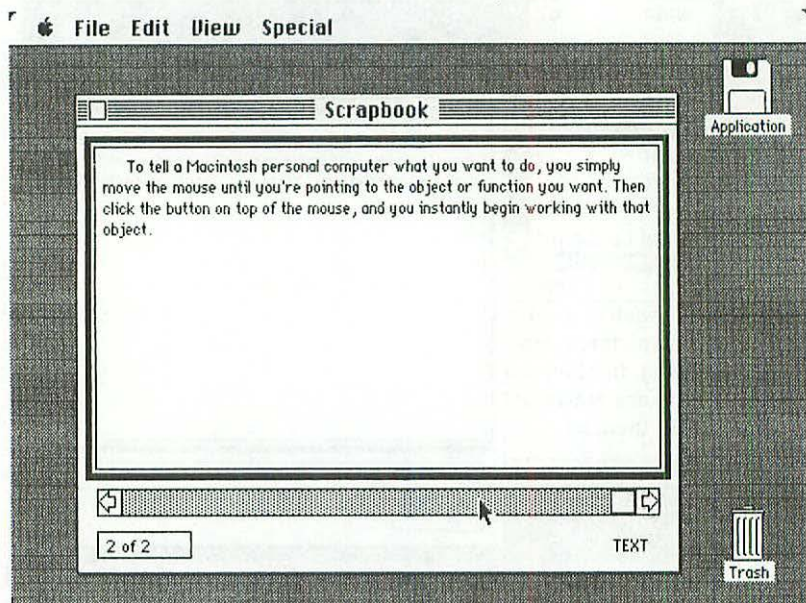 File Edit View Special
Scrapbook
Application
To tell a Macintosh personal computer what you want to do, you simply
move the mouse until you're pointing to the object or function you want. Then
click the button on top of the mouse, and you instantly begin working with that
object.
2 of 2
TEXT
Trash